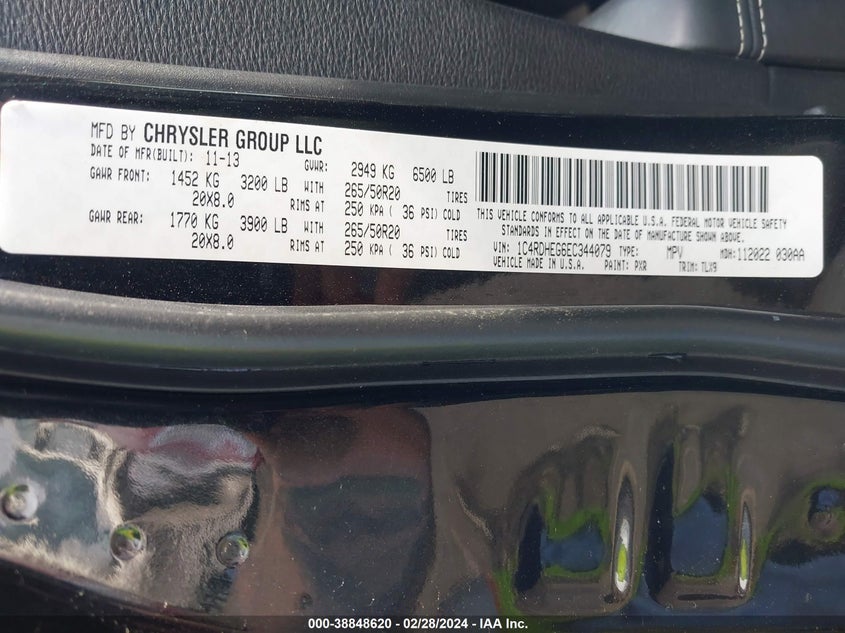 MFD BY CHRYSLER GROUP LLC
DATE OF MFR(BUILT): 11-13 GVWR: 2949 KG 6500 LB
GAWR FRONT: 1452 KG 3200 LB WITH 265/50R20 TIRES
20X8.0 RIMS AT 250 KPA ( 36 PSI) COLD
GAWR REAR: 1770 KG 3900 LB WITH 265/50R20 TIRES
20X8.0 RIMS AT 250 KPA ( 36 PSI) COLD
THIS VEHICLE CONFORMS TO ALL APPLICABLE U.S.A. FEDERAL MOTOR VEHICLE SAFETY
STANDARDS IN EFFECT ON THE DATE OF MANUFACTURE SHOWN ABOVE.
VIN: 1C4RDHEG6EC344079 TYPE: MPV MDH: 112022 030AA
VEHICLE MADE IN U.S.A. PAINT: PXR TRIM: TLX9
000-38848620 - 02/28/2024 - IAA Inc.